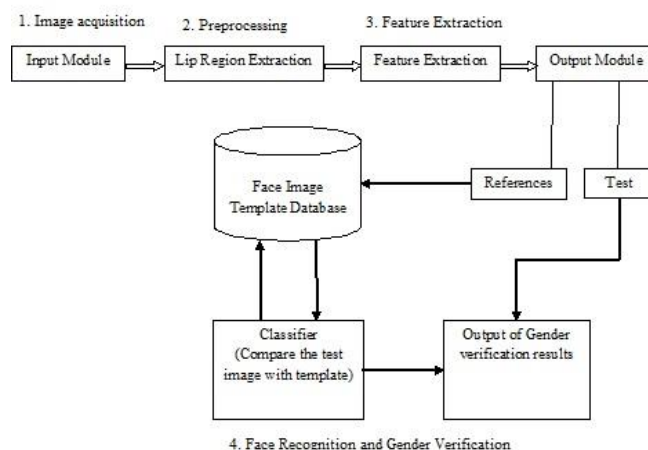 1. Image acquisition
2. Preprocessing
3. Feature Extraction
Input Module
Lip Region Extraction
Feature Extraction
Output Module
References
Test
Face Image
Template Database
Classifier
(Compare the test
image with template)
Output of Gender
verification results
4. Face Recognition and Gender Verification